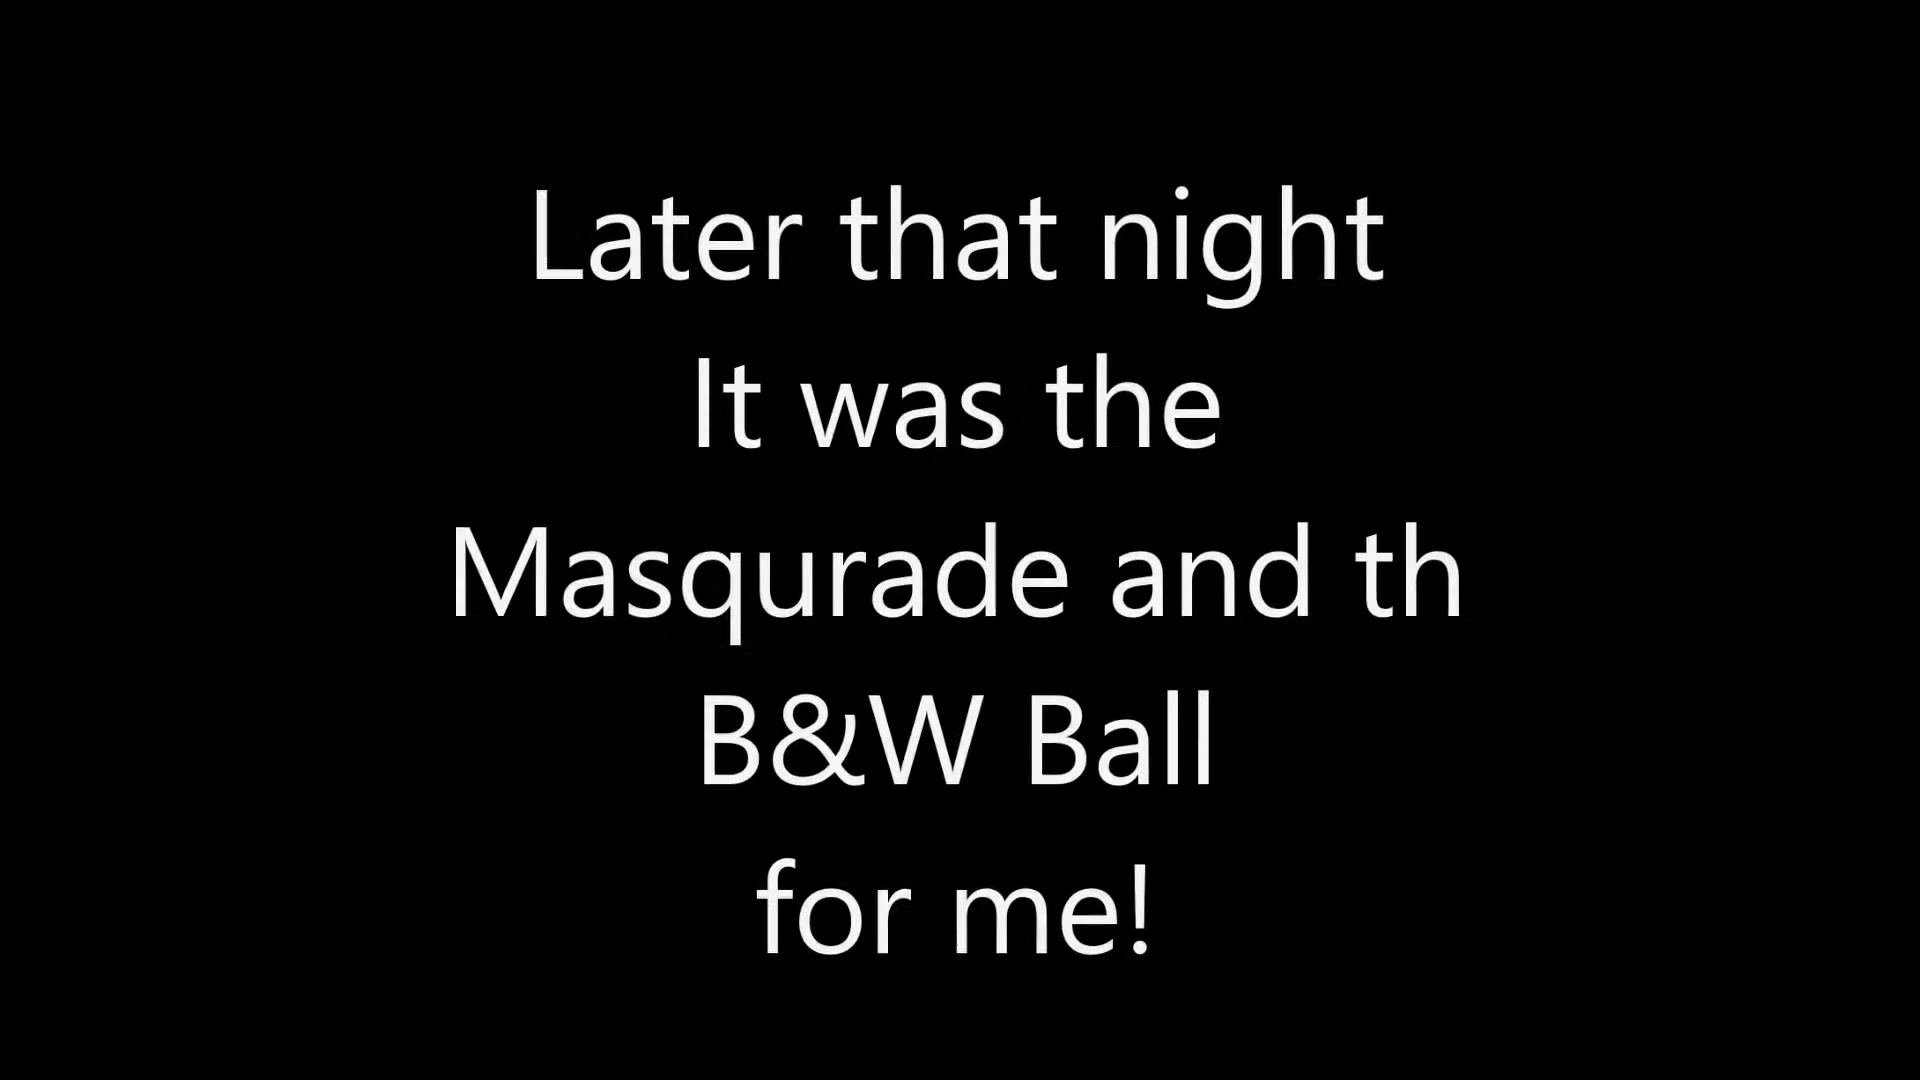 Later that night
It was the
Masqurade and th
B&W Ball
for me!